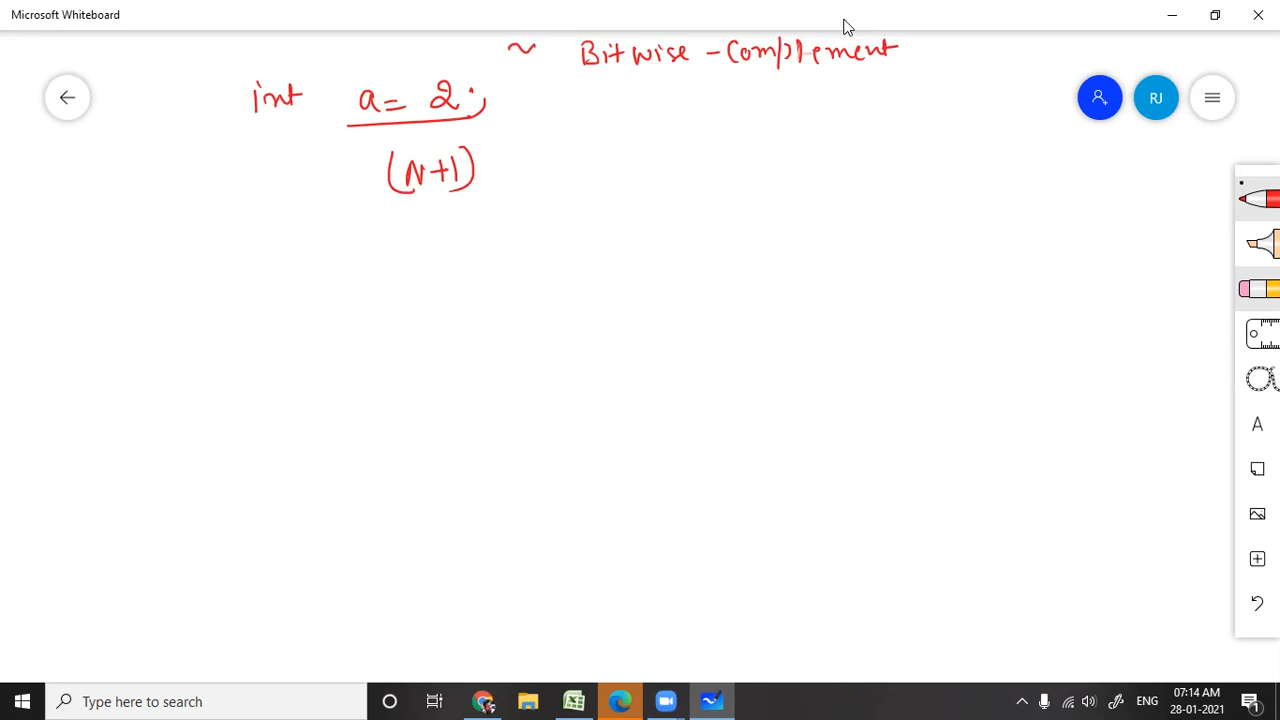 Microsoft Whiteboard
~ Bitwise - Complement
int a = 2;
(N+1)
RJ
A
Type here to search
ENG
07:14 AM
28-01-2021
1